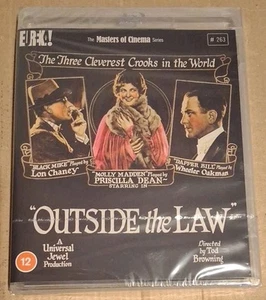 EUREKA!
The Masters of Cinema Series
# 263
The Three Cleverest Crooks in the World
"BLACK MIKE" Played by
Lon Chaney
"MOLLY MADDEN" Played by
PRISCILLA DEAN
STARRING IN
"DAPPER BILL" Played by
Wheeler Oakman
"OUTSIDE the LAW"
A
Universal
Jewel
Production
Directed by
Tod
Browning
12